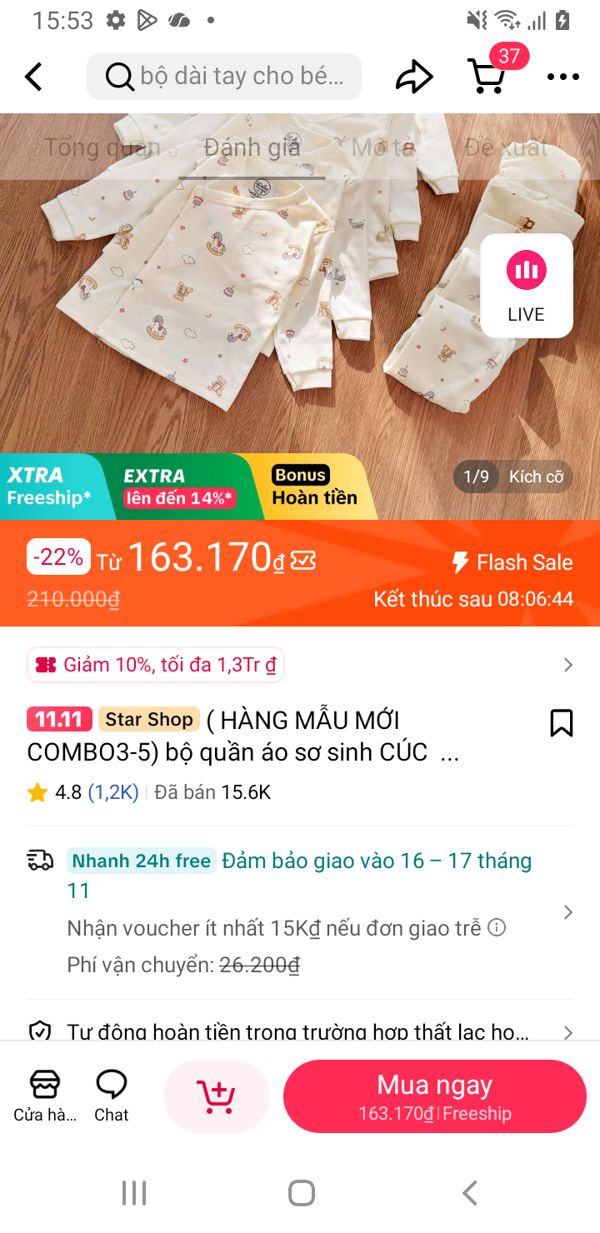 15:53
37
bộ dài tay cho bé...
Tổng quan Đánh giá Mô tả Đề xuất
LIVE
XTRA
Freeship*
EXTRA
lên đến 14%*
Bonus
Hoàn tiền
1/9 Kích cỡ
-22% Từ 163.170₫
Flash Sale
210.000₫
Kết thúc sau 08:06:44
Giảm 10%, tối đa 1,3Tr ₫
11.11 Star Shop ( HÀNG MẪU MỚI
COMBO3-5) bộ quần áo sơ sinh CÚC ...
4.8 (1,2K) Đã bán 15.6K
Nhanh 24h free Đảm bảo giao vào 16 – 17 tháng
11
Nhận voucher ít nhất 15K₫ nếu đơn giao trễ
Phí vận chuyển: 26.200₫
Tự động hoàn tiền trong trường hợp thất lạc ho...
Cửa hà...
Chat
Mua ngay
163.170₫ | Freeship